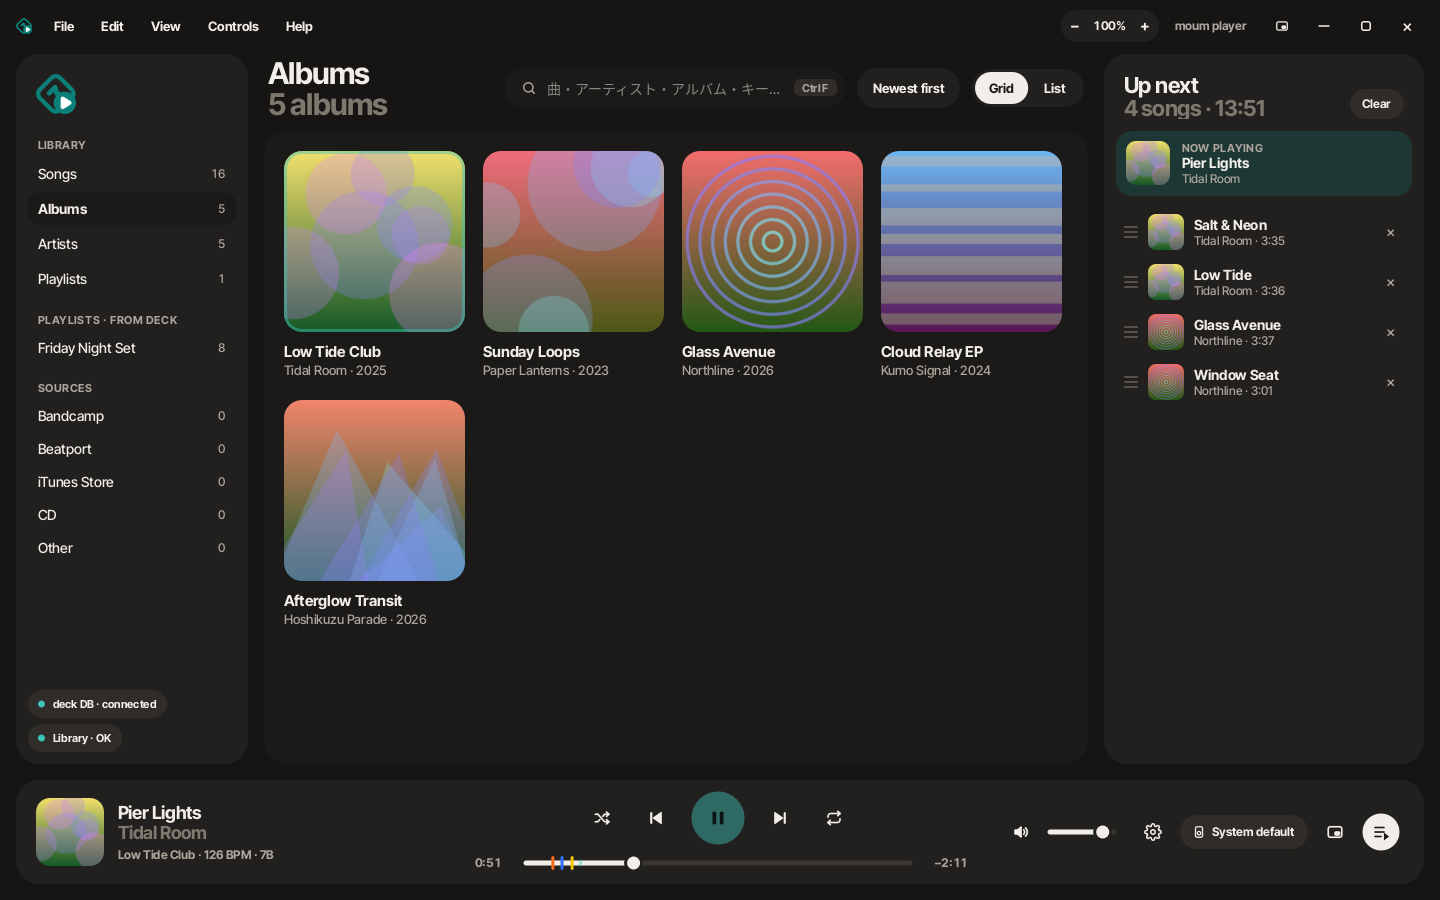 File Edit View Controls Help
− 100% +
moum player
LIBRARY
Songs 16
Albums 5
Artists 5
Playlists 1
PLAYLISTS · FROM DECK
Friday Night Set 8
SOURCES
Bandcamp 0
Beatport 0
iTunes Store 0
CD 0
Other 0
deck DB · connected
Library · OK
Albums
5 albums
曲・アーティスト・アルバム・キー...
Ctrl F
Newest first
Grid
List
Low Tide Club
Tidal Room · 2025
Sunday Loops
Paper Lanterns · 2023
Glass Avenue
Northline · 2026
Cloud Relay EP
Kumo Signal · 2024
Afterglow Transit
Hoshikuzu Parade · 2026
Up next
4 songs · 13:51
Clear
NOW PLAYING
Pier Lights
Tidal Room
Salt & Neon
Tidal Room · 3:35
Low Tide
Tidal Room · 3:36
Glass Avenue
Northline · 3:37
Window Seat
Northline · 3:01
Pier Lights
Tidal Room
Low Tide Club · 126 BPM · 7B
0:51
−2:11
System default